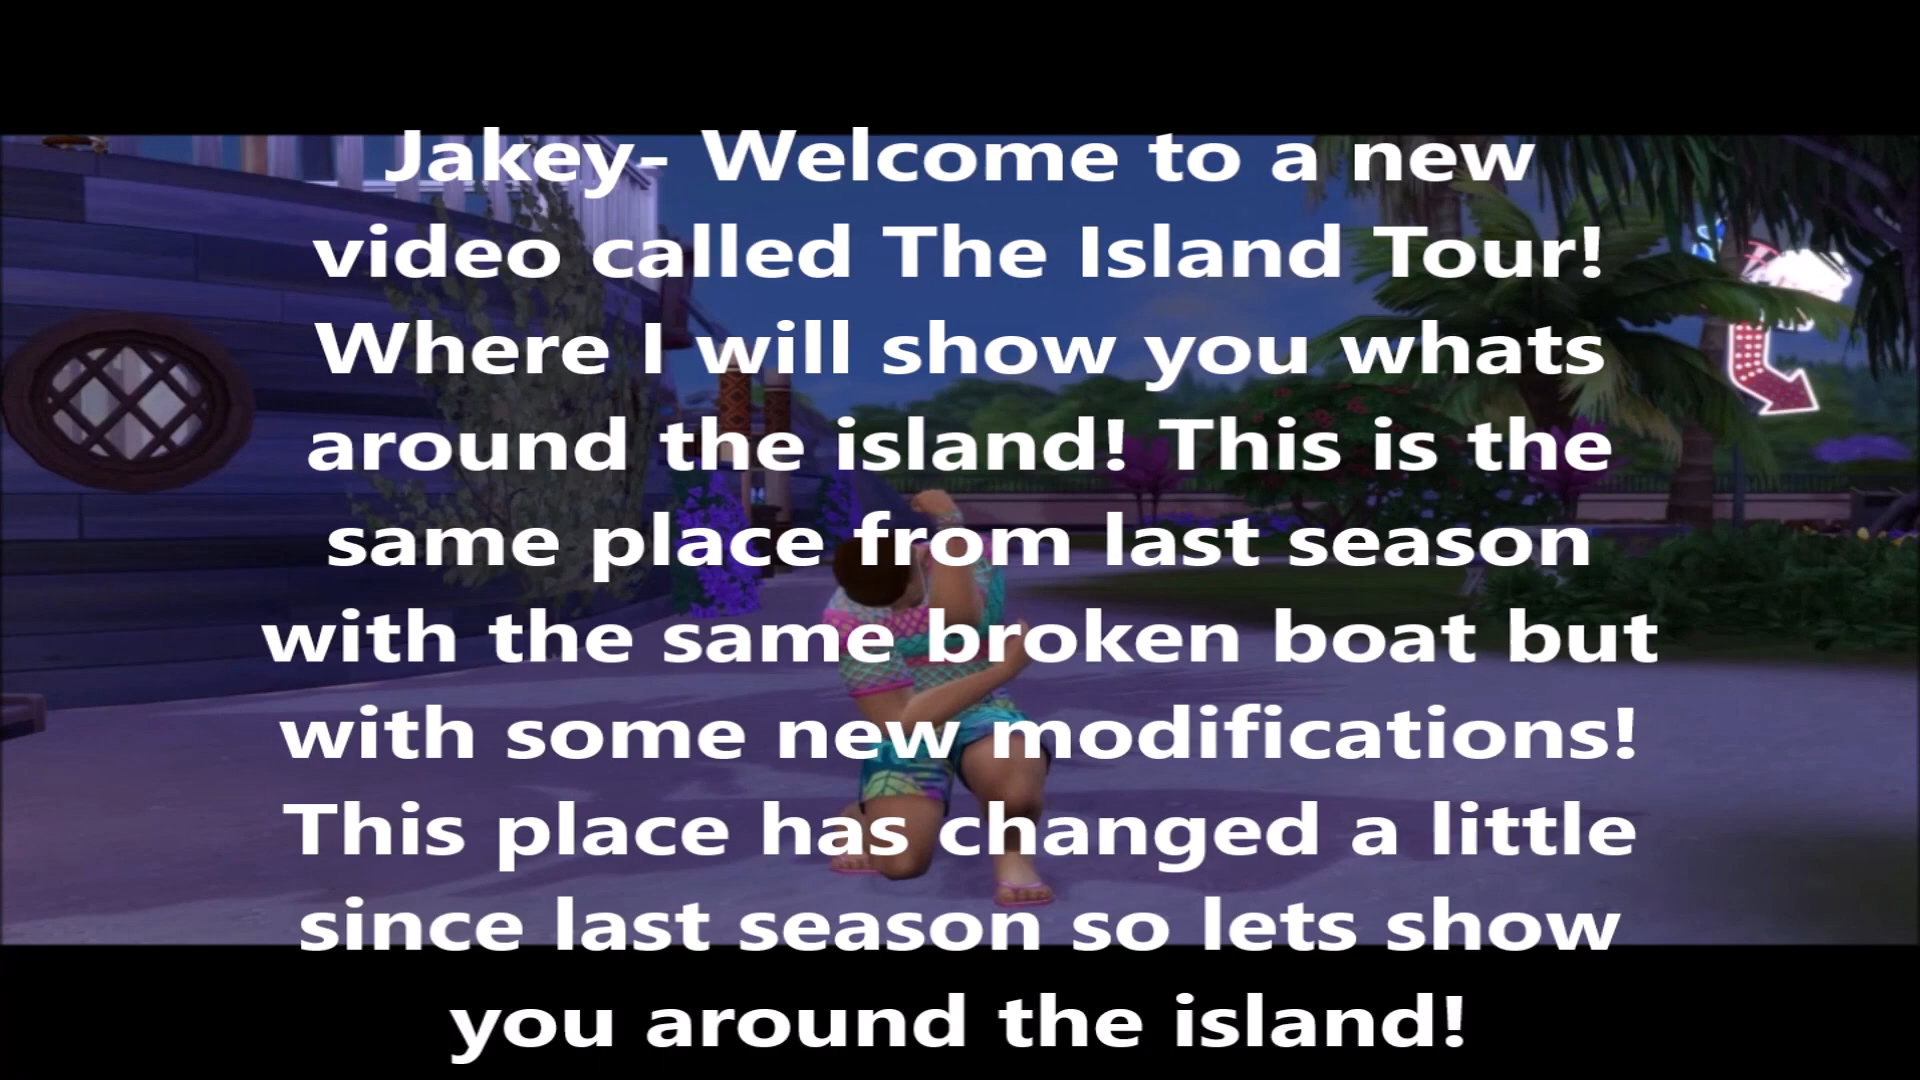 Jakey- Welcome to a new
video called The Island Tour!
Where I will show you whats
around the island! This is the
same place from last season
with the same broken boat but
with some new modifications!
This place has changed a little
since last season so lets show
you around the island!